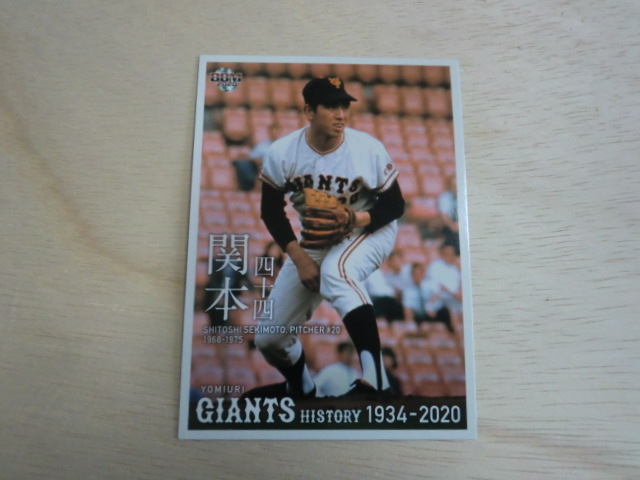 BBM
GIANTS
関本
四十四
SHITOSHI SEKIMOTO, PITCHER #20
1968-1975
YOMIURI
GIANTS HISTORY 1934-2020